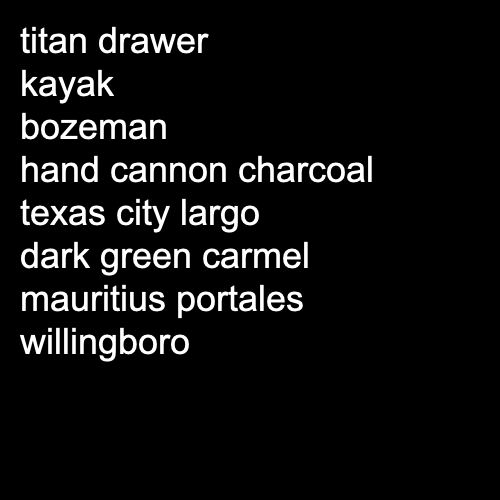 titan drawer
kayak
bozeman
hand cannon charcoal
texas city largo
dark green carmel
mauritius portales
willingboro